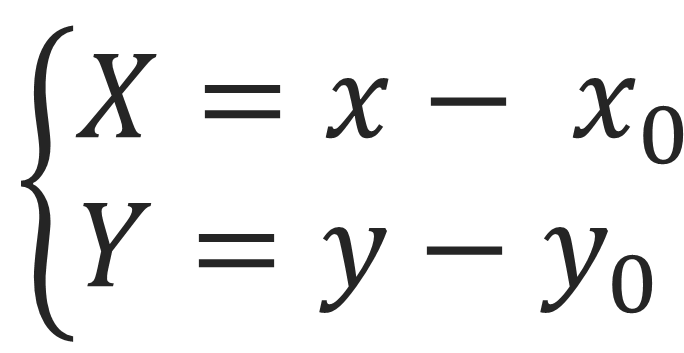 X = x − x₀
Y = y − y₀